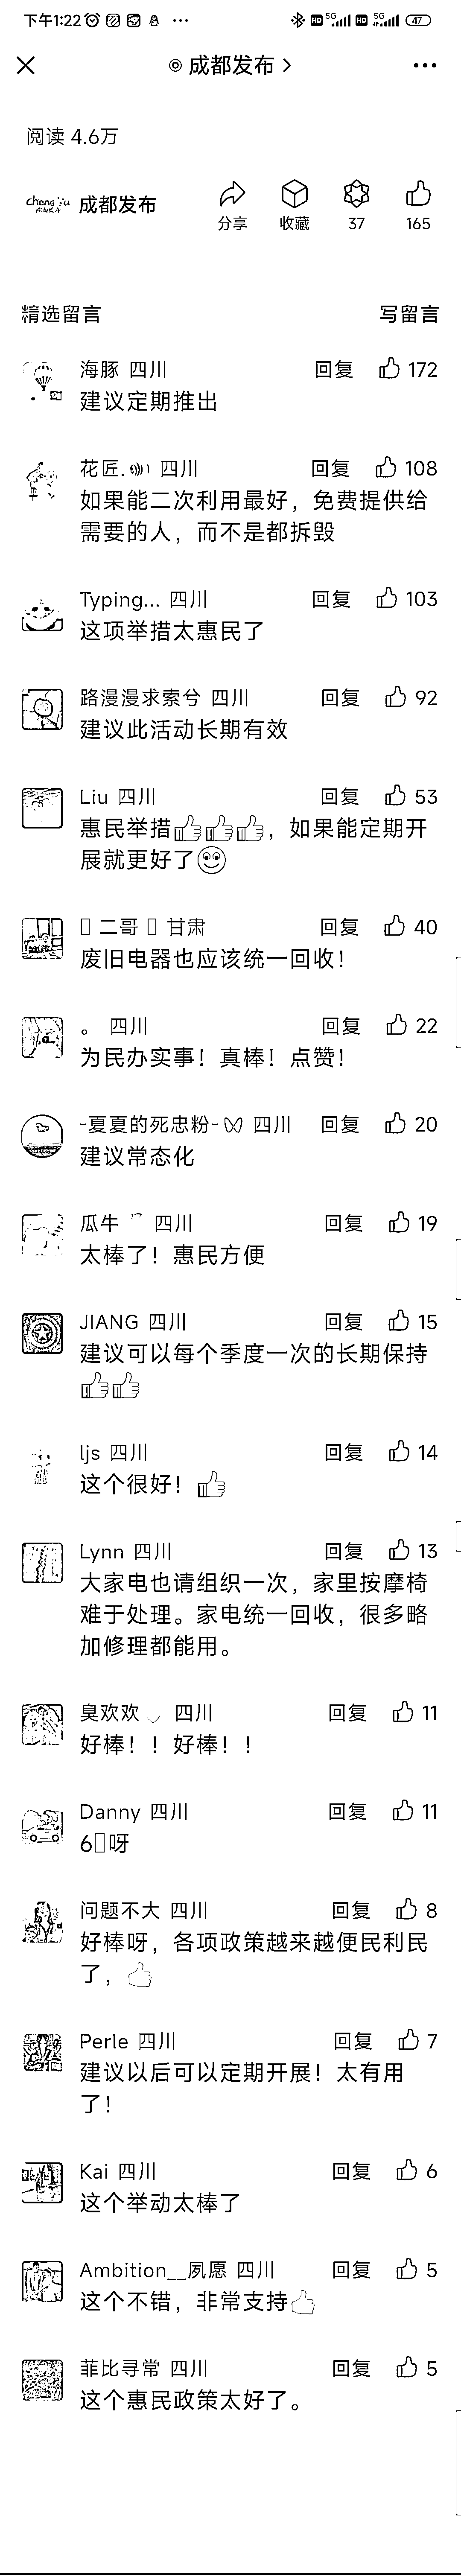 下午1:22 ··· HD 5G HD 5G 47
成都发布
阅读 4.6万
成都发布
分享 收藏 37 165
精选留言 写留言
海豚 四川 回复 172
建议定期推出
花匠. 四川 回复 108
如果能二次利用最好，免费提供给
需要的人，而不是都拆毁
Typing... 四川 回复 103
这项举措太惠民了
路漫漫求索兮 四川 回复 92
建议此活动长期有效
Liu 四川 回复 53
惠民举措👍👍👍，如果能定期开
展就更好了
二哥 甘肃 回复 40
废旧电器也应该统一回收！
。 四川 回复 22
为民办实事！真棒！点赞！
-夏夏的死忠粉- 四川 回复 20
建议常态化
瓜牛 四川 回复 19
太棒了！惠民方便
JIANG 四川 回复 15
建议可以每个季度一次的长期保持
👍👍
ljs 四川 回复 14
这个很好！👍
Lynn 四川 回复 13
大家电也请组织一次，家里按摩椅
难于处理。家电统一回收，很多略
加修理都能用。
臭欢欢 四川 回复 11
好棒！！好棒！！
Danny 四川 回复 11
6呀
问题不大 四川 回复 8
好棒呀，各项政策越来越便民利民
了，👍
Perle 四川 回复 7
建议以后可以定期开展！太有用
了！
Kai 四川 回复 6
这个举动太棒了
Ambition__夙愿 四川 回复 5
这个不错，非常支持👍
菲比寻常 四川 回复 5
这个惠民政策太好了。